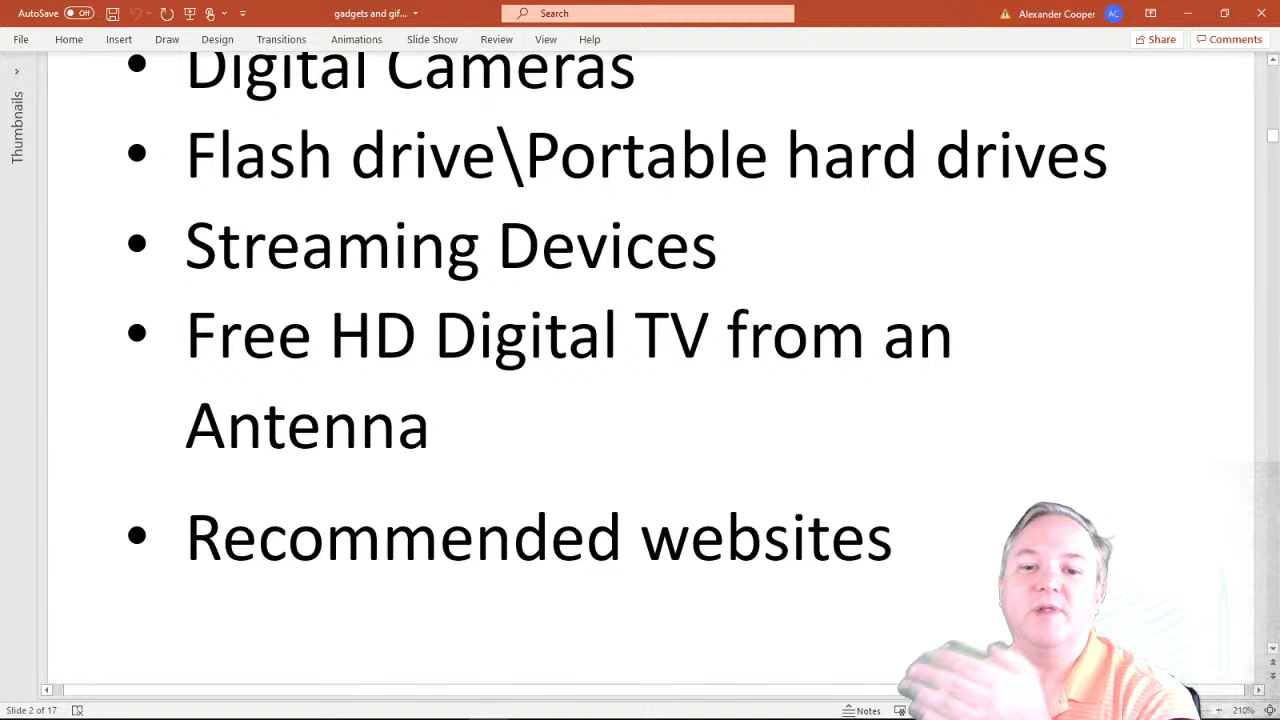 AutoSave Off gadgets and gif... Search Alexander Cooper AC
File Home Insert Draw Design Transitions Animations Slide Show Review View Help Share Comments
Thumbnails
• Digital Cameras
• Flash drive\Portable hard drives
• Streaming Devices
• Free HD Digital TV from an
Antenna
• Recommended websites
Slide 2 of 17 Notes 210%